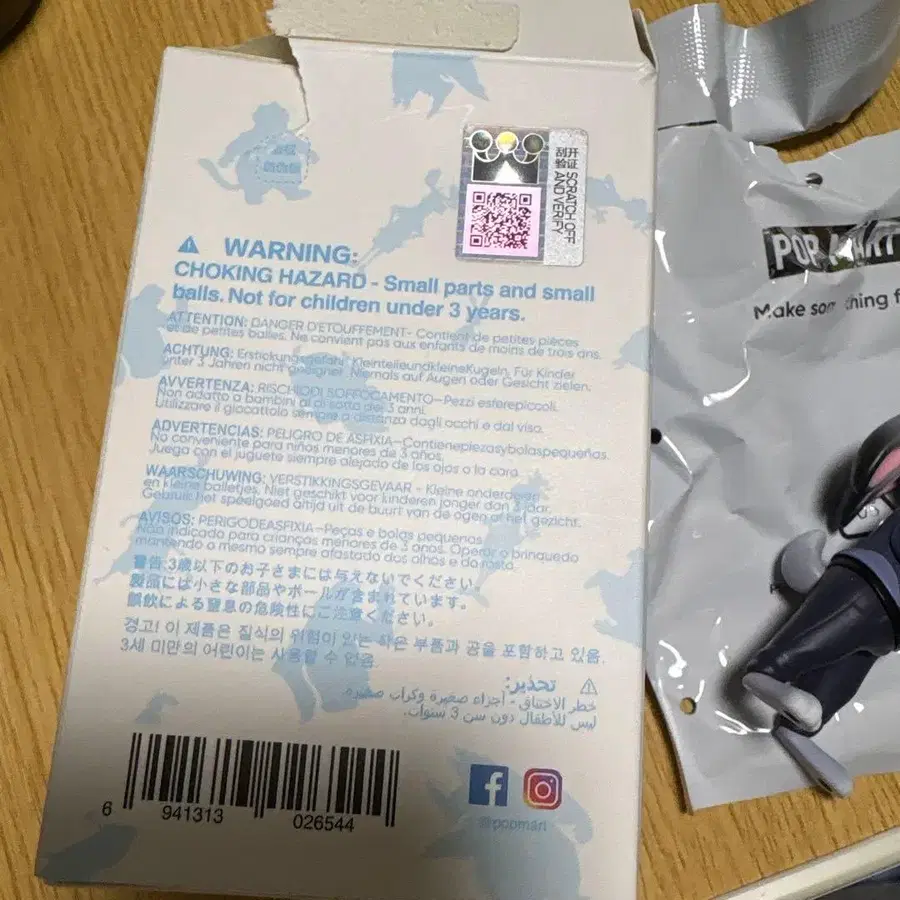 刮开
验证
SCRATCH OFF
AND VERIFY
WARNING:
CHOKING HAZARD - Small parts and small
balls. Not for children under 3 years.
ATTENTION: DANGER D'ETOUFFEMENT- Contient de petites pièces
et de petites balles. Ne convient pas aux enfants de moins de trois ans.
ACHTUNG: Erstickungsgefahr. KleinteileundkleineKugeln. Für Kinder
unter 3 Jahren nicht geeignet. Niemals auf Augen oder Gesicht zielen.
AVVERTENZA: RISCHIODI SOFFOCAMENTO-Pezzi esferepiccoli.
Non adatto a bambini al di sotto dei 3 anni.
Utilizzare il giocattolo sempre a distanza dagli occhi e dal viso.
ADVERTENCIAS: PELIGRO DE ASFIXIA-Contienepiezasybolaspequeñas.
No conveniente para niños menores de 3 años.
Juega con el juguete siempre alejado de los ojos o la cara.
WAARSCHUWING: VERSTIKKINGSGEVAAR - Kleine onderdelen
en kleine balletjes. Niet geschikt voor kinderen jonger dan 3 jaar.
Gebruik het speelgoed altijd uit de buurt van de ogen of het gezicht.
AVISOS: PERIGODEASFIXIA-Peças e bolas pequenas.
Não indicado para crianças menores de 3 anos. Operar o brinquedo
mantendo a mesmo sempre afastado dos olhos e do rosto.
警告 3歳以下のお子さまには与えないでください。
製品には小さな部品やボールが含まれています。
誤飲による窒息の危険性にご注意ください。
경고! 이 제품은 질식의 위험이 있는 작은 부품과 공을 포함하고 있음.
3세 미만의 어린이는 사용할 수 없음.
تحذير:
خطر الاختناق - أجزاء صغيرة وكرات صغيرة.
ليس للأطفال دون سن 3 سنوات.
6 941313 026544
@popmart
POP MART
Make something f